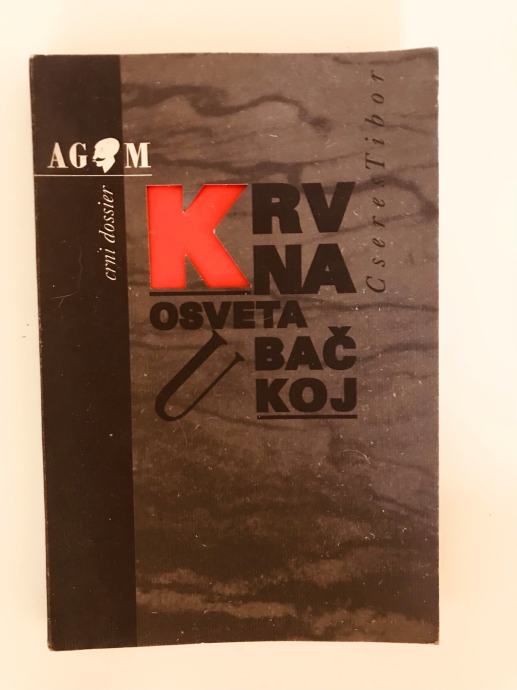 AGM
crni dossier
Cseres Tibor
KRV
NA
OSVETA
U BAČ
KOJ